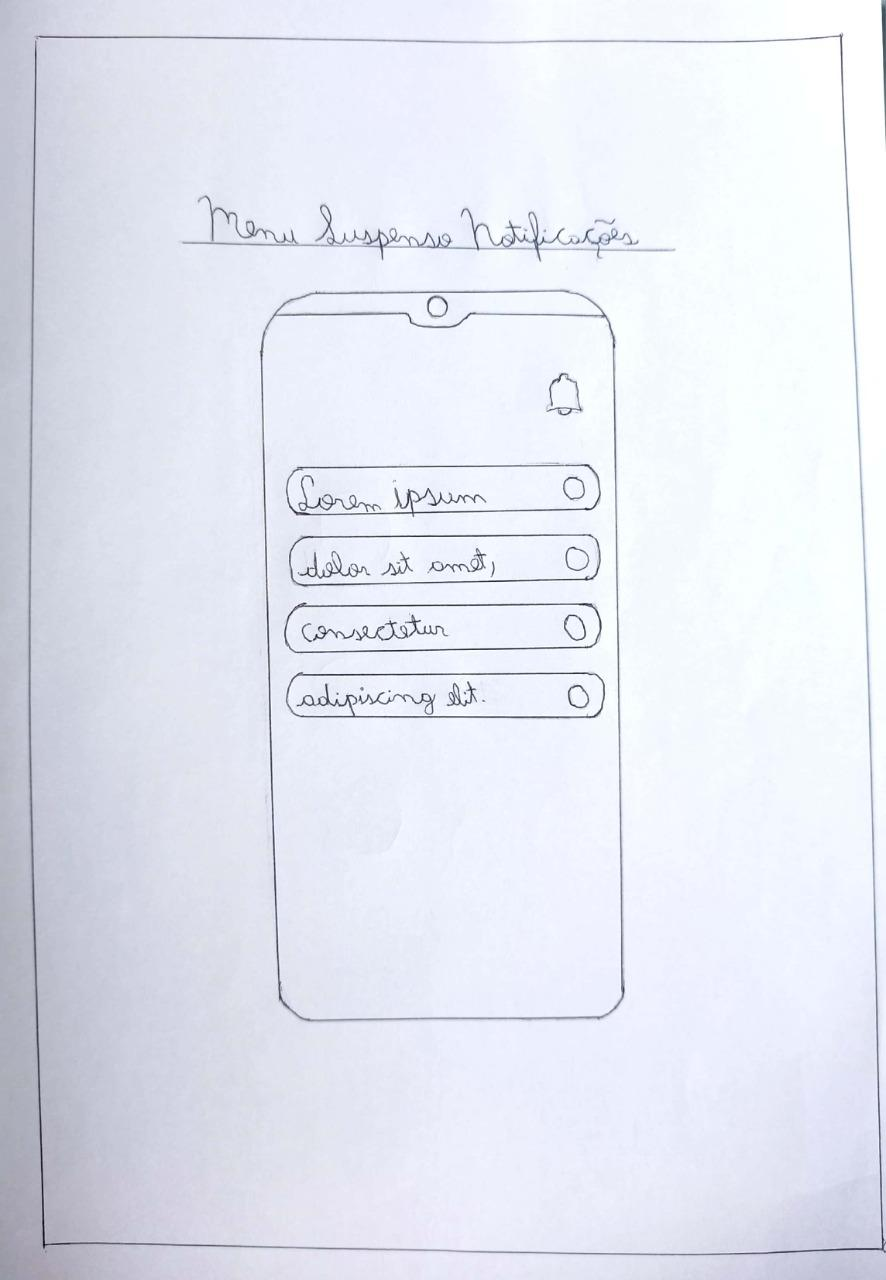 Menu Suspenso Notificações
Lorem ipsum
dolor sit amet,
consectetur
adipiscing elit.